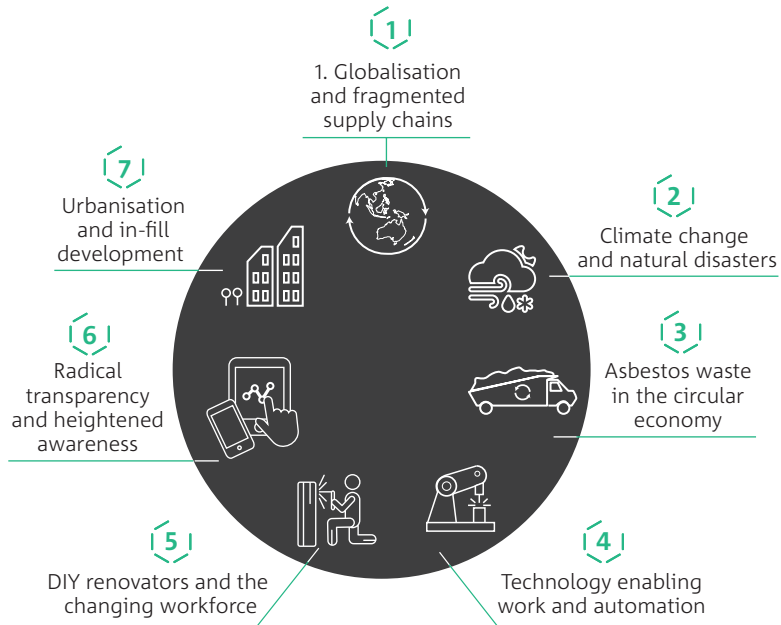 1
1. Globalisation
and fragmented
supply chains
2
Climate change
and natural disasters
3
Asbestos waste
in the circular
economy
4
Technology enabling
work and automation
5
DIY renovators and the
changing workforce
6
Radical
transparency
and heightened
awareness
7
Urbanisation
and in-fill
development